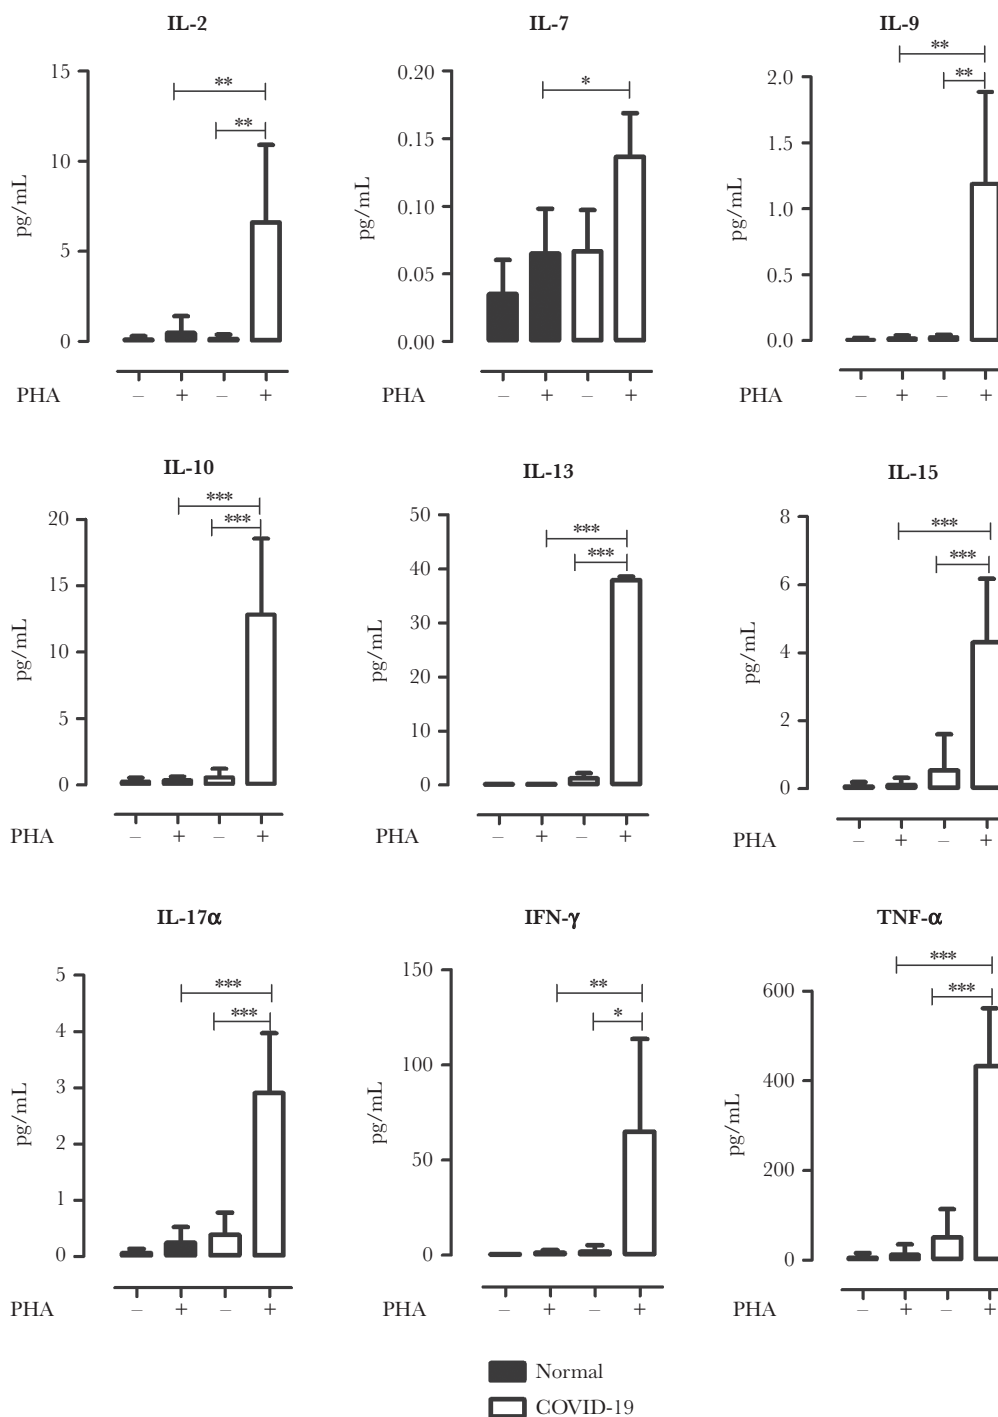 IL-2
**
**
15
10
5
0
pg/mL
PHA
– + – +
IL-7
*
0.20
0.15
0.10
0.05
0.00
pg/mL
PHA
– + – +
IL-9
**
**
2.0
1.5
1.0
0.5
0.0
pg/mL
PHA
– + – +
IL-10
***
***
20
15
10
5
0
pg/mL
PHA
– + – +
IL-13
***
***
50
40
30
20
10
0
pg/mL
PHA
– + – +
IL-15
***
***
8
6
4
2
0
pg/mL
PHA
– + – +
IL-17α
***
***
5
4
3
2
1
0
pg/mL
PHA
– + – +
IFN-γ
**
*
150
100
50
0
pg/mL
PHA
– + – +
TNF-α
***
***
600
400
200
0
pg/mL
PHA
– + – +
Normal
COVID-19